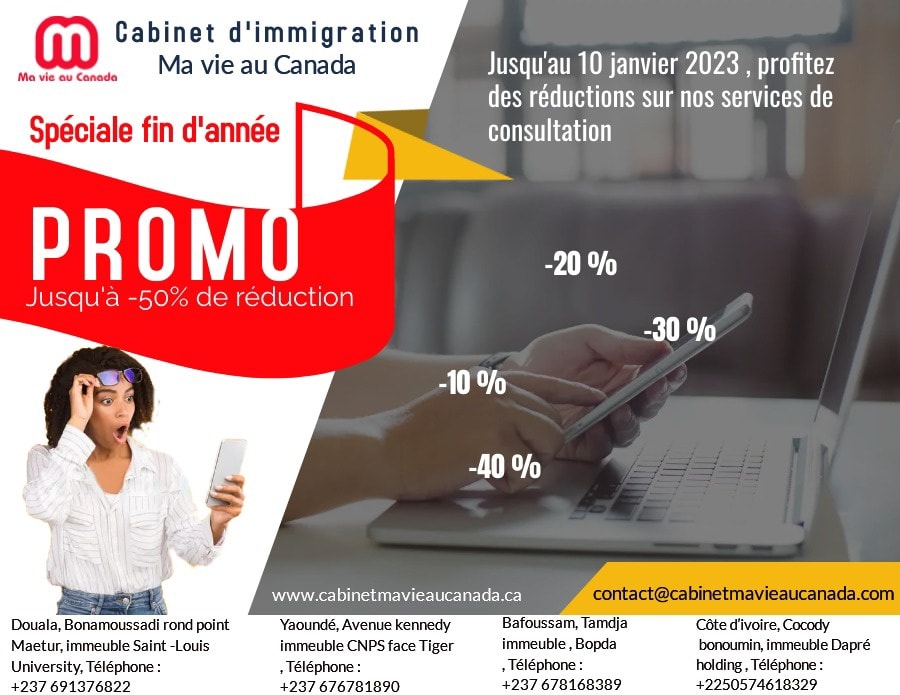 Ma vie au Canada
Cabinet d'immigration
Ma vie au Canada
Jusqu'au 10 janvier 2023 , profitez
des réductions sur nos services de
consultation
Spéciale fin d'année
PROMO
Jusqu'à -50% de réduction
-20 %
-30 %
-10 %
-40 %
www.cabinetmavieaucanada.ca
contact@cabinetmavieaucanada.com
Douala, Bonamoussadi rond point
Maetur, immeuble Saint -Louis
University, Téléphone :
+237 691376822
Yaoundé, Avenue kennedy
immeuble CNPS face Tiger
, Téléphone :
+237 676781890
Bafoussam, Tamdja
immeuble , Bopda
, Téléphone :
+237 678168389
Côte d'ivoire, Cocody
bonoumin, immeuble Dapré
holding , Téléphone :
+2250574618329